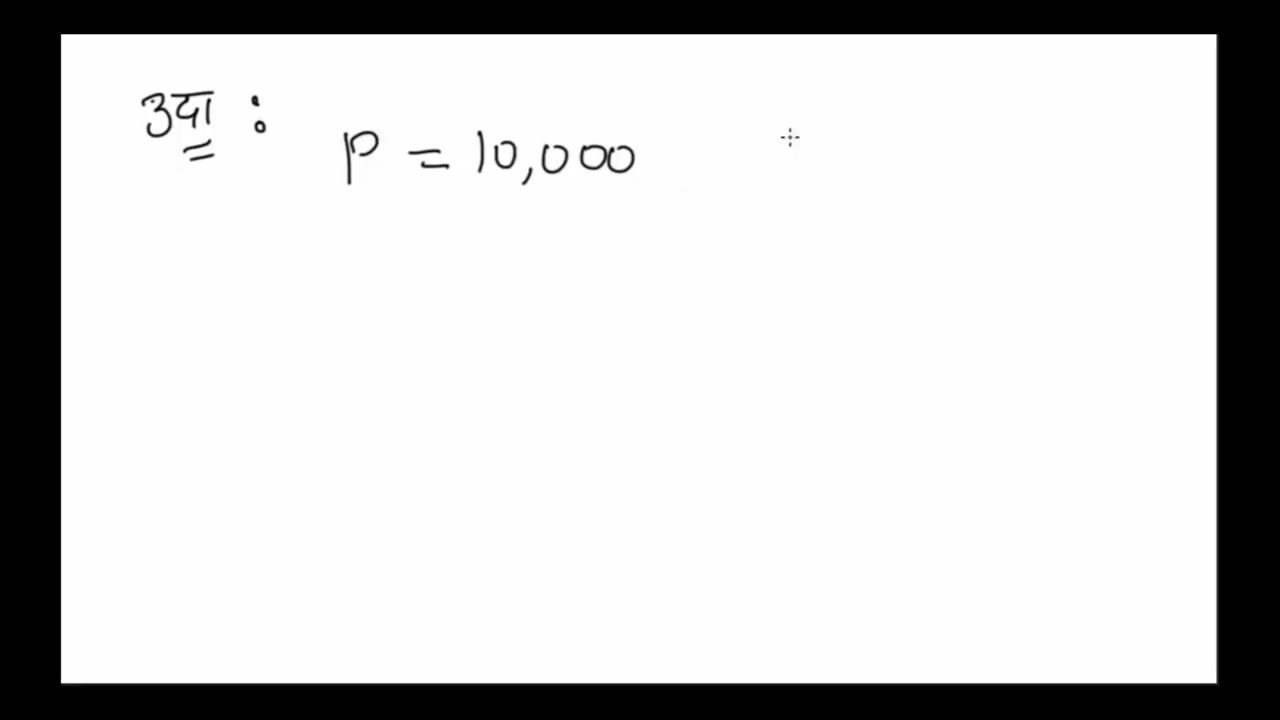 उदा :
P = 10,000